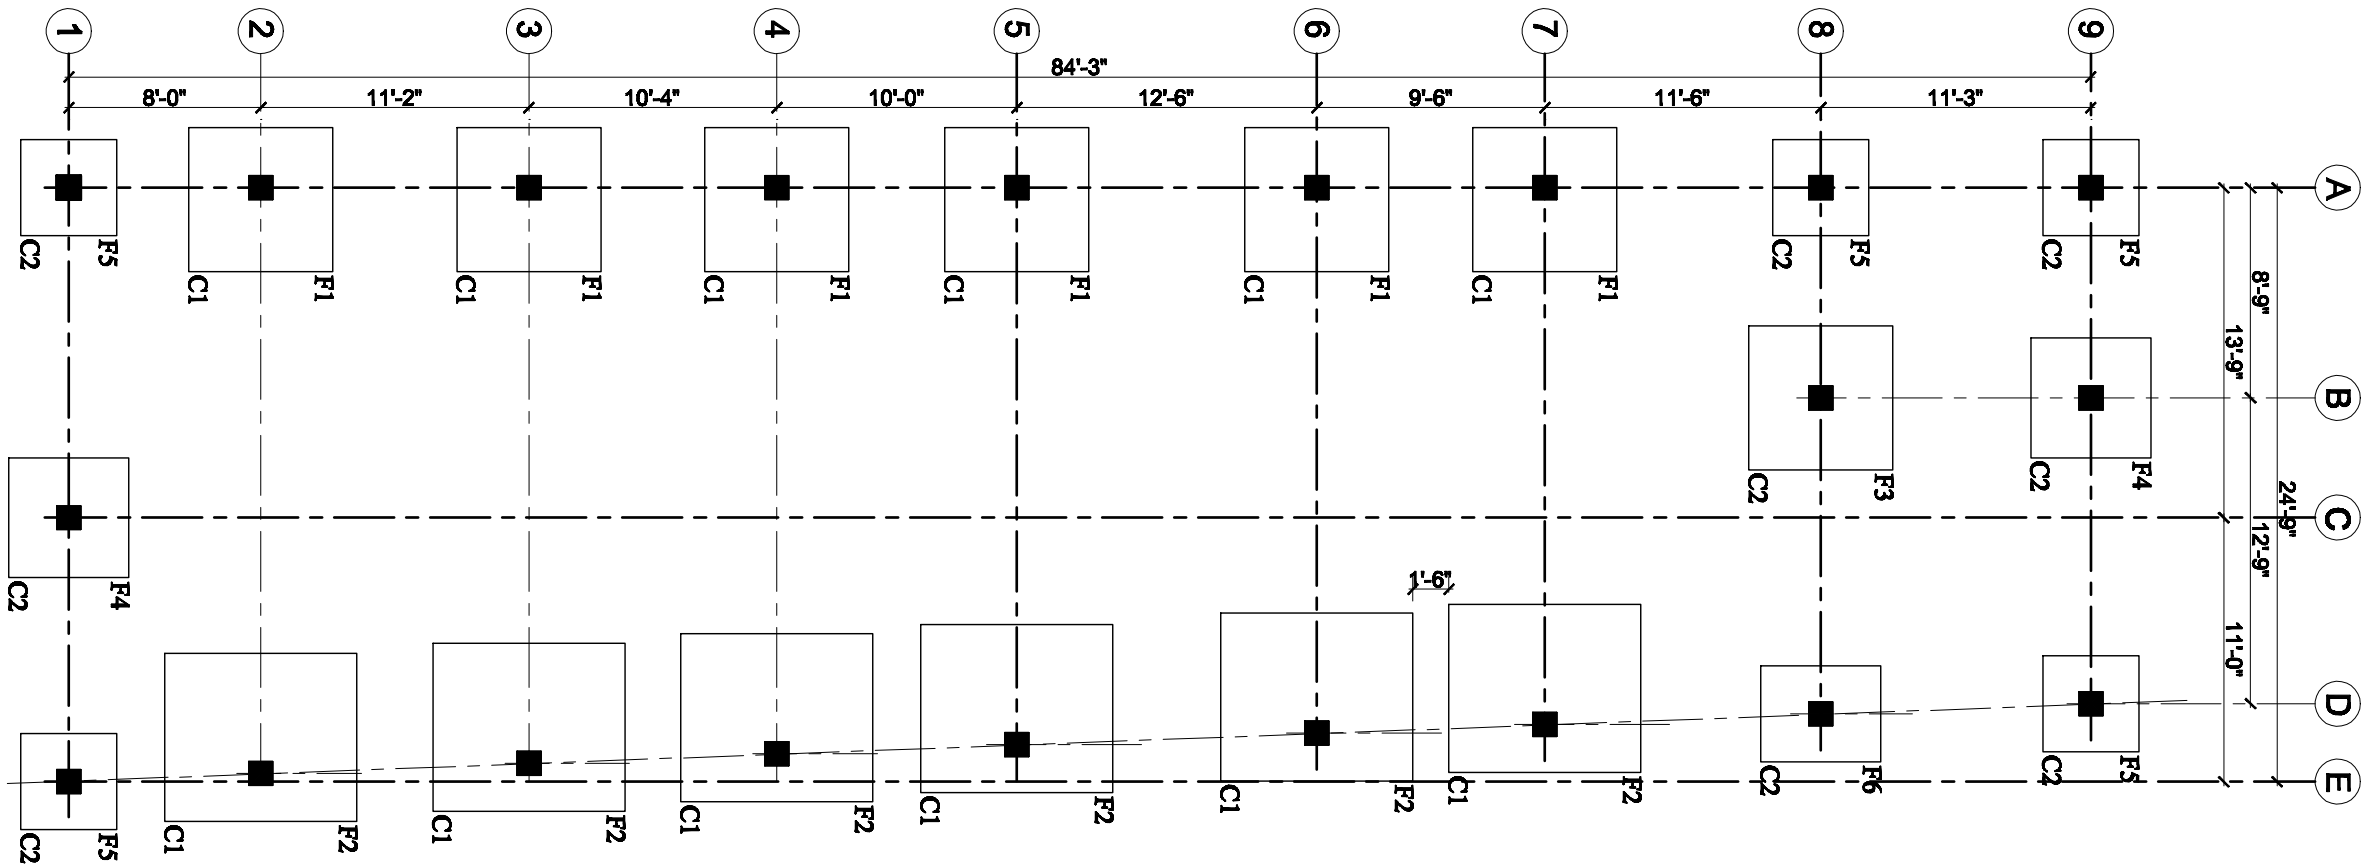 1 2 3 4 5 6 7 8 9
84'-3"
8'-0" 11'-2" 10'-4" 10'-0" 12'-6" 9'-6" 11'-6" 11'-3"
A
C2 F5 C1 F1 C1 F1 C1 F1 C1 F1 C1 F1 C1 F1 C2 F5 C2 F5
8'-9"
13'-9"
B
C2 F3 C2 F4
24'-9"
C
12'-9"
C2 F4
1'-6"
11'-0"
D
E
C2 F5 C1 F2 C1 F2 C1 F2 C1 F2 C1 F2 C1 F2 C2 F6 C2 F5